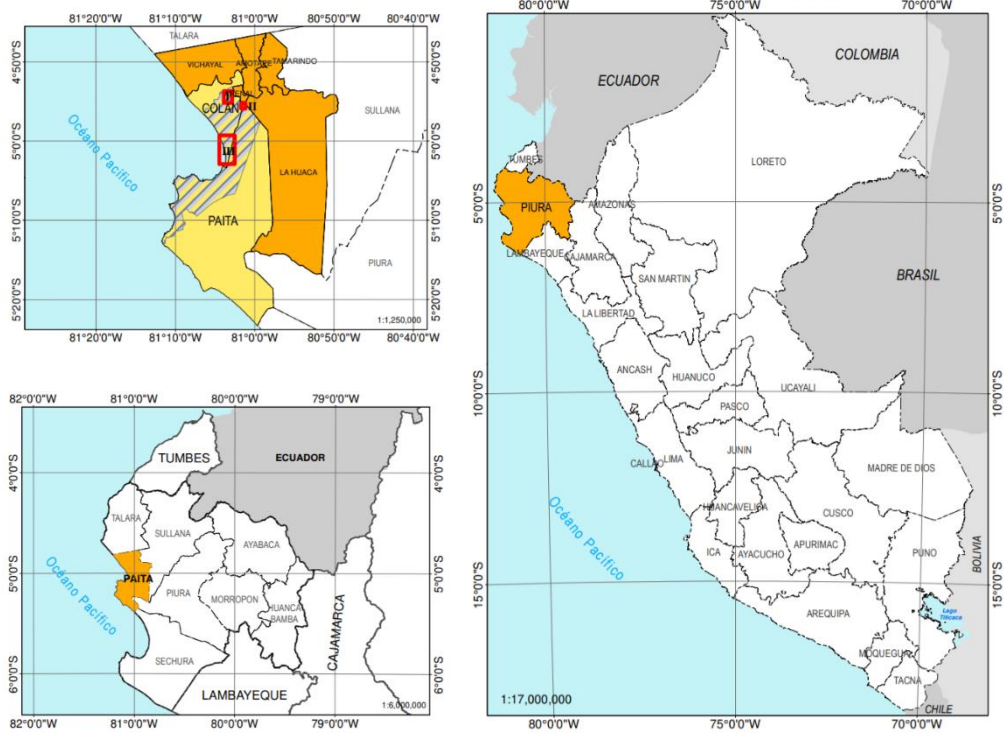 81°20'0"W 81°10'0"W 81°0'0"W 80°50'0"W 80°40'0"W
TALARA
VICHAYAL
AMOTAPE
TAMARINDO
4°50'0"S
4°50'0"S
I
COLAN
II
SULLANA
Océano Pacífico
5°0'0"S
5°0'0"S
III
LA HUACA
PAITA
5°10'0"S
5°10'0"S
PIURA
5°20'0"S
5°20'0"S
1:1,250,000
81°20'0"W 81°10'0"W 81°0'0"W 80°50'0"W 80°40'0"W
82°0'0"W 81°0'0"W 80°0'0"W 79°0'0"W
TUMBES
ECUADOR
4°0'0"S
4°0'0"S
TALARA
SULLANA
AYABACA
Océano Pacífico
5°0'0"S
5°0'0"S
PAITA
PIURA
MORROPON
HUANCA
BAMBA
CAJAMARCA
SECHURA
6°0'0"S
6°0'0"S
LAMBAYEQUE
1:6,000,000
82°0'0"W 81°0'0"W 80°0'0"W 79°0'0"W
80°0'0"W 75°0'0"W 70°0'0"W
COLOMBIA
ECUADOR
TUMBES
LORETO
5°0'0"S
5°0'0"S
PIURA
AMAZONAS
LAMBAYEQUE
CAJAMARCA
SAN MARTIN
BRASIL
LA LIBERTAD
ANCASH
HUANUCO
UCAYALI
10°0'0"S
10°0'0"S
PASCO
CALLAO
LIMA
JUNIN
MADRE DE DIOS
HUANCAVELICA
CUSCO
Océano Pacífico
ICA
AYACUCHO
APURIMAC
PUNO
BOLIVIA
15°0'0"S
15°0'0"S
AREQUIPA
Lago
Titicaca
MOQUEGUA
TACNA
1:17,000,000
CHILE
80°0'0"W 75°0'0"W 70°0'0"W